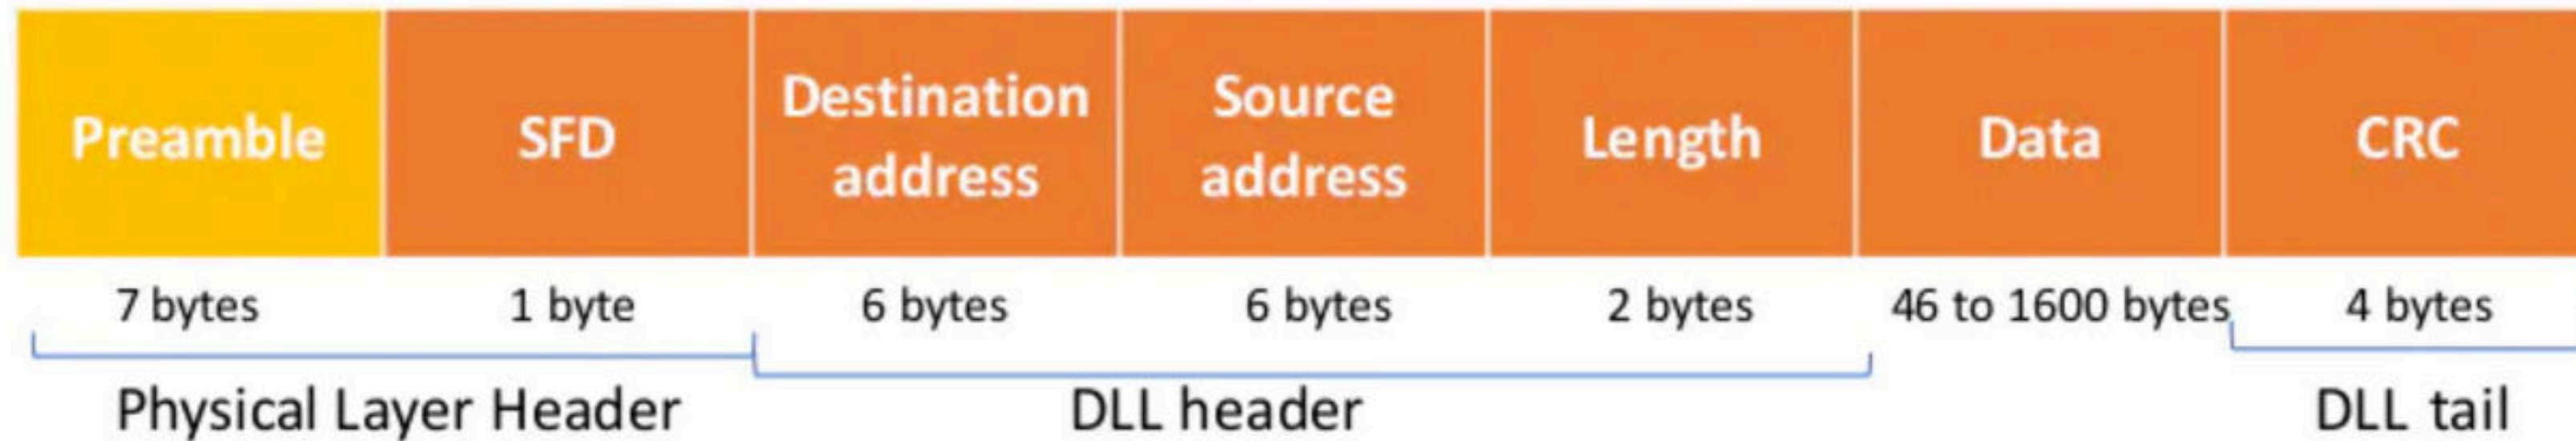 Preamble
SFD
Destination
address
Source
address
Length
Data
CRC
7 bytes
1 byte
6 bytes
6 bytes
2 bytes
46 to 1600 bytes
4 bytes
Physical Layer Header
DLL header
DLL tail